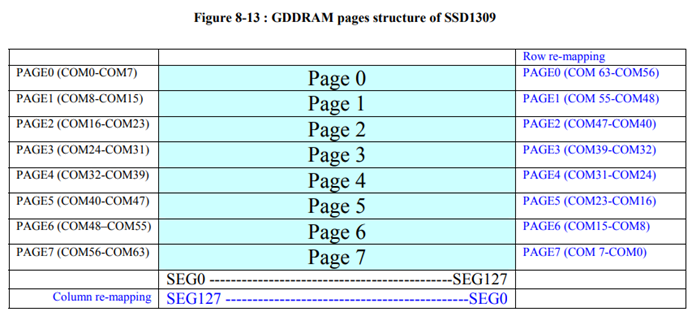 Figure 8-13 : GDDRAM pages structure of SSD1309
Row re-mapping
PAGE0 (COM0-COM7) Page 0 PAGE0 (COM 63-COM56)
PAGE1 (COM8-COM15) Page 1 PAGE1 (COM 55-COM48)
PAGE2 (COM16-COM23) Page 2 PAGE2 (COM47-COM40)
PAGE3 (COM24-COM31) Page 3 PAGE3 (COM39-COM32)
PAGE4 (COM32-COM39) Page 4 PAGE4 (COM31-COM24)
PAGE5 (COM40-COM47) Page 5 PAGE5 (COM23-COM16)
PAGE6 (COM48–COM55) Page 6 PAGE6 (COM15-COM8)
PAGE7 (COM56-COM63) Page 7 PAGE7 (COM 7-COM0)
SEG0 ---------------------------------------------SEG127
Column re-mapping SEG127 ---------------------------------------------SEG0